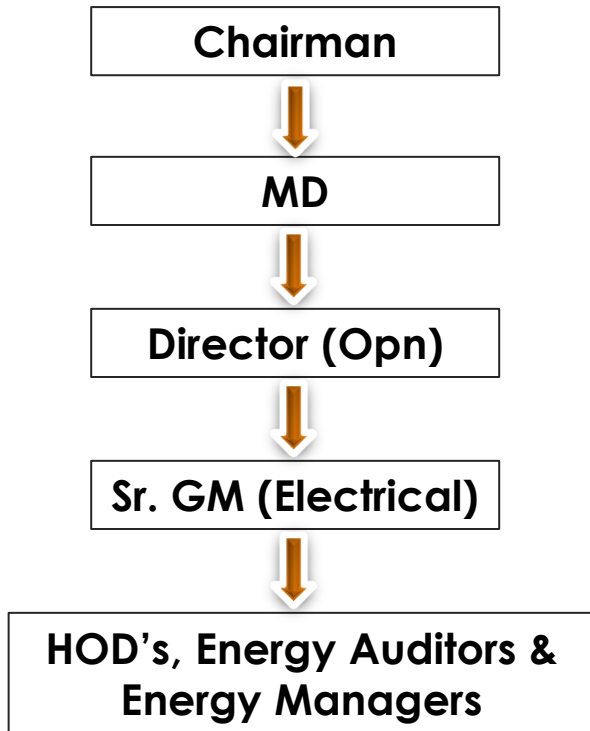 Chairman
MD
Director (Opn)
Sr. GM (Electrical)
HOD’s, Energy Auditors &
Energy Managers